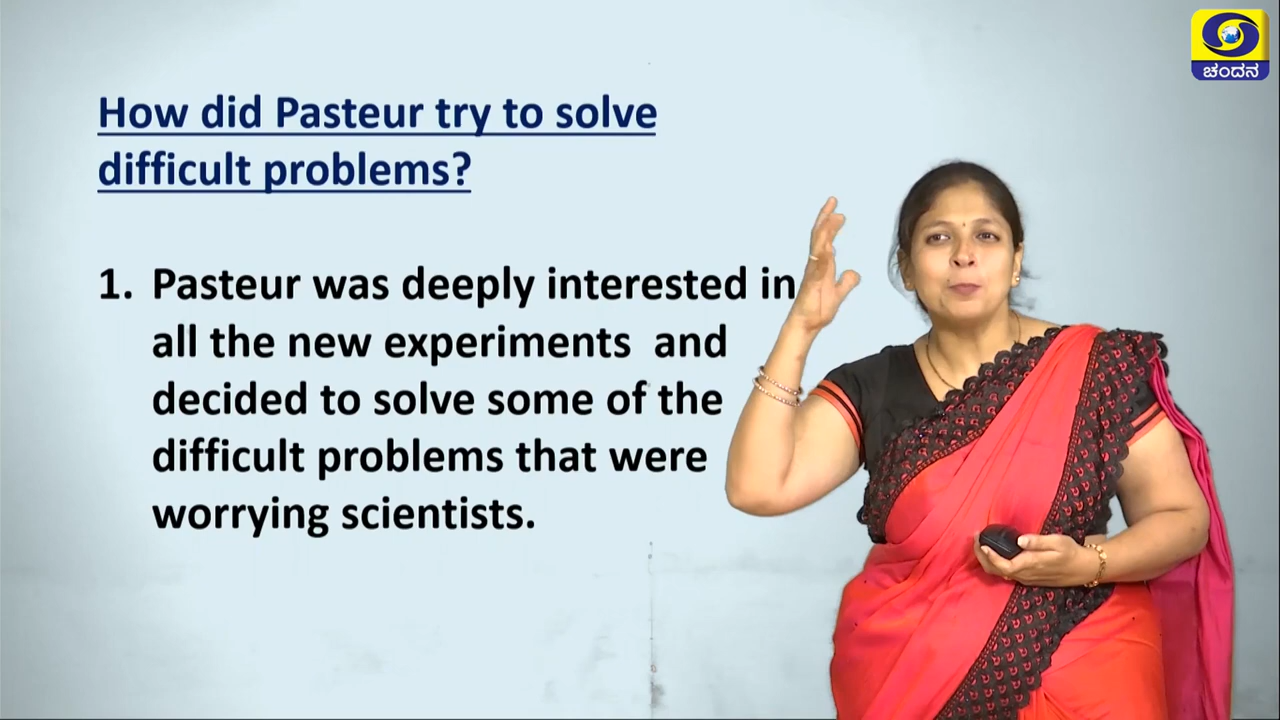 ಚಂದನ
How did Pasteur try to solve
difficult problems?
1. Pasteur was deeply interested in
all the new experiments and
decided to solve some of the
difficult problems that were
worrying scientists.